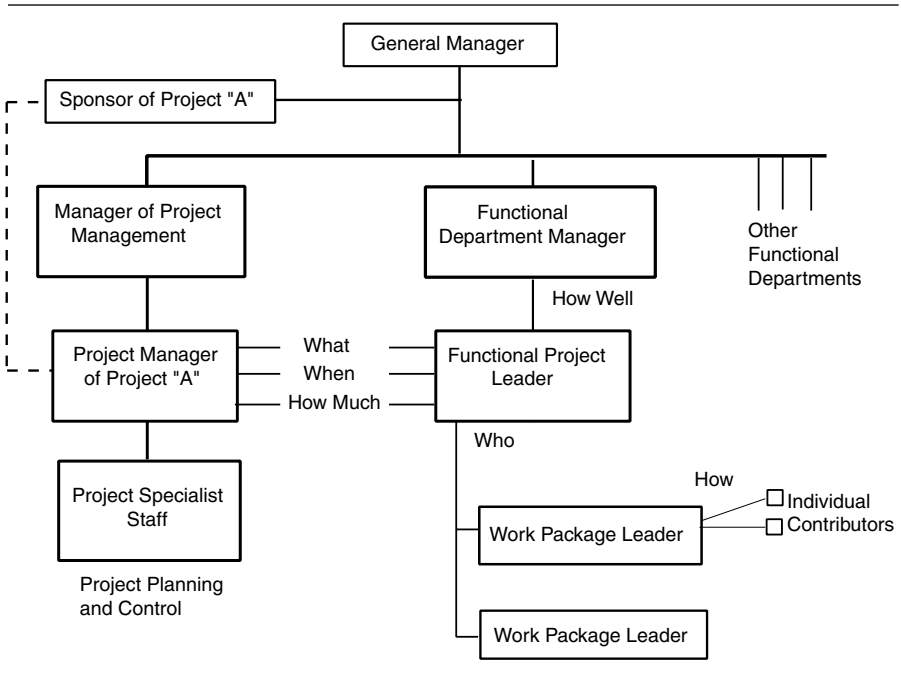 General Manager
Sponsor of Project "A"
Manager of Project
Management
Functional
Department Manager
Other
Functional
Departments
How Well
Project Manager
of Project "A"
What
When
How Much
Functional Project
Leader
Who
Project Specialist
Staff
Project Planning
and Control
How
Work Package Leader
Individual
Contributors
Work Package Leader